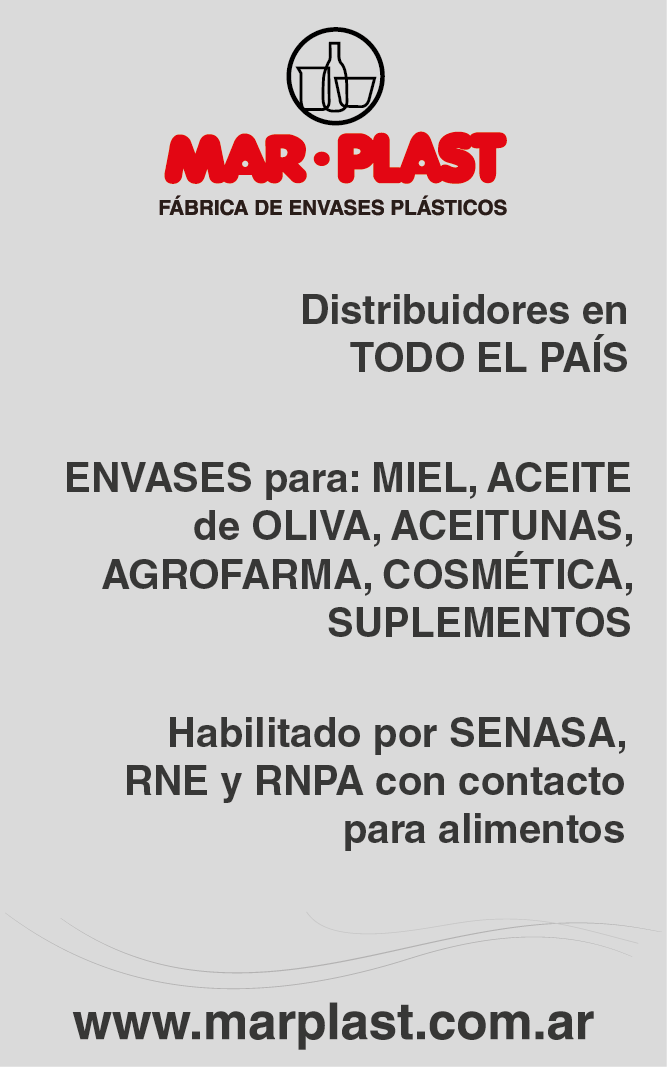 MAR·PLAST
FÁBRICA DE ENVASES PLÁSTICOS
Distribuidores en
TODO EL PAÍS
ENVASES para: MIEL, ACEITE
de OLIVA, ACEITUNAS,
AGROFARMA, COSMÉTICA,
SUPLEMENTOS
Habilitado por SENASA,
RNE y RNPA con contacto
para alimentos
www.marplast.com.ar